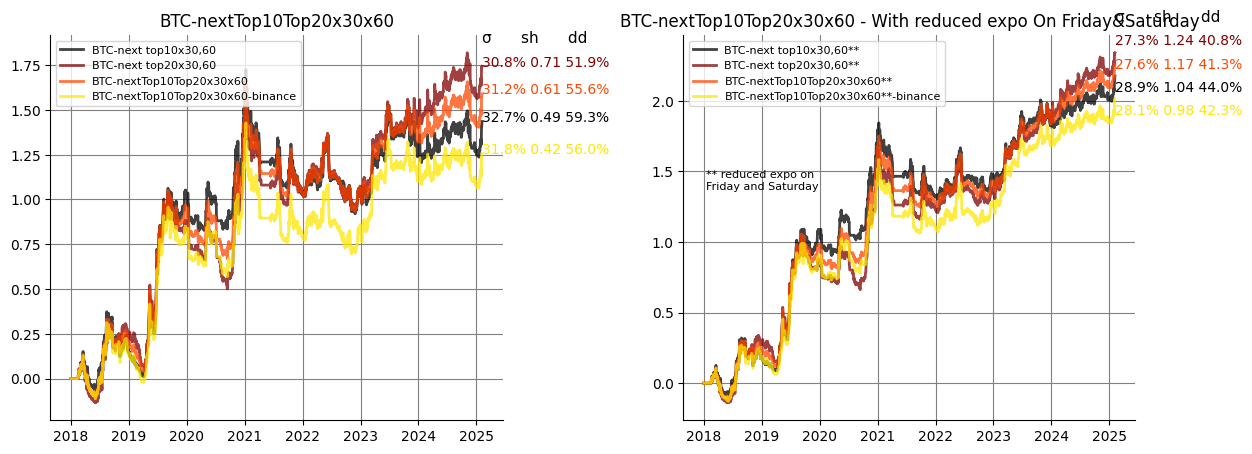 BTC-nextTop10Top20x30x60
σ sh dd
BTC-next top10x30,60
BTC-next top20x30,60
BTC-nextTop10Top20x30x60
BTC-nextTop10Top20x30x60-binance
30.8% 0.71 51.9%
31.2% 0.61 55.6%
32.7% 0.49 59.3%
31.8% 0.42 56.0%
1.75
1.50
1.25
1.00
0.75
0.50
0.25
0.00
2018 2019 2020 2021 2022 2023 2024 2025
BTC-nextTop10Top20x30x60 - With reduced expo On Friday&Saturday
σ sh dd
BTC-next top10x30,60**
BTC-next top20x30,60**
BTC-nextTop10Top20x30x60**
BTC-nextTop10Top20x30x60**-binance
27.3% 1.24 40.8%
27.6% 1.17 41.3%
28.9% 1.04 44.0%
28.1% 0.98 42.3%
** reduced expo on
Friday and Saturday
2.0
1.5
1.0
0.5
0.0
2018 2019 2020 2021 2022 2023 2024 2025